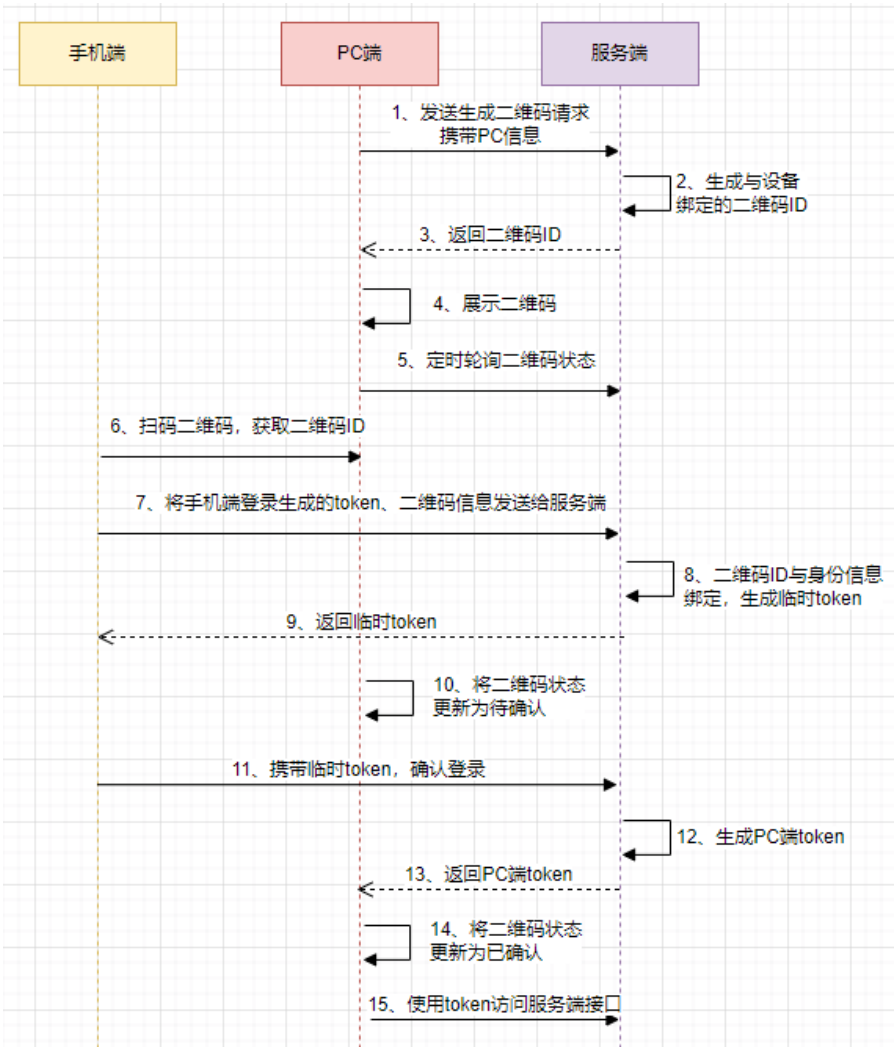 手机端
PC端
服务端
1、发送生成二维码请求
携带PC信息
2、生成与设备
绑定的二维码ID
3、返回二维码ID
4、展示二维码
5、定时轮询二维码状态
6、扫码二维码，获取二维码ID
7、将手机端登录生成的token、二维码信息发送给服务端
8、二维码ID与身份信息
绑定，生成临时token
9、返回临时token
10、将二维码状态
更新为待确认
11、携带临时token，确认登录
12、生成PC端token
13、返回PC端token
14、将二维码状态
更新为已确认
15、使用token访问服务端接口